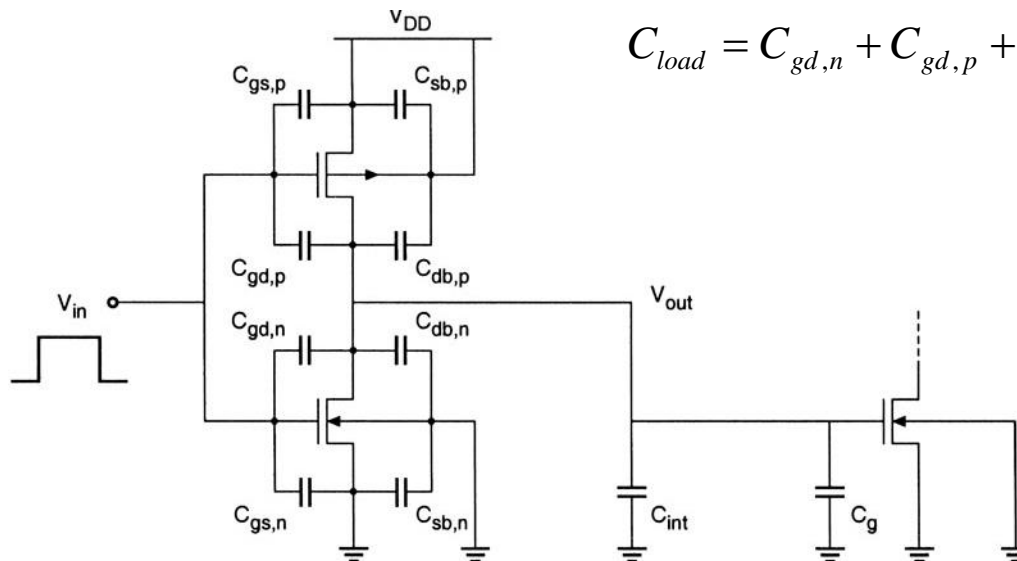 V_DD
C_load = C_gd,n + C_gd,p +
C_gs,p
C_sb,p
C_gd,p
C_db,p
V_in
V_out
C_gd,n
C_db,n
C_gs,n
C_sb,n
C_int
C_g